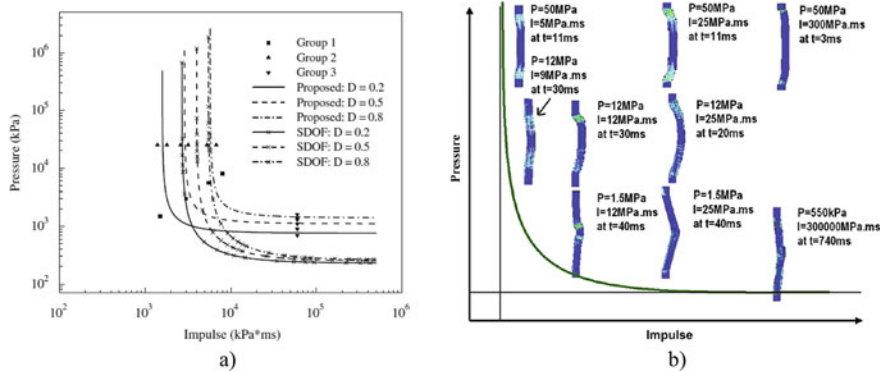 Pressure (kPa)
10^6
10^5
10^4
10^3
10^2
10^2
10^3
10^4
10^5
10^6
Impulse (kPa*ms)
Group 1
Group 2
Group 3
Proposed: D = 0.2
Proposed: D = 0.5
Proposed: D = 0.8
SDOF: D = 0.2
SDOF: D = 0.5
SDOF: D = 0.8
a)
Pressure
P=50MPa
I=5MPa.ms
at t=11ms
P=50MPa
I=25MPa.ms
at t=11ms
P=50MPa
I=300MPa.ms
at t=3ms
P=12MPa
I=9MPa.ms
at t=30ms
P=12MPa
I=12MPa.ms
at t=30ms
P=12MPa
I=25MPa.ms
at t=20ms
P=1.5MPa
I=12MPa.ms
at t=40ms
P=1.5MPa
I=25MPa.ms
at t=40ms
P=550kPa
I=300000MPa.ms
at t=740ms
Impulse
b)